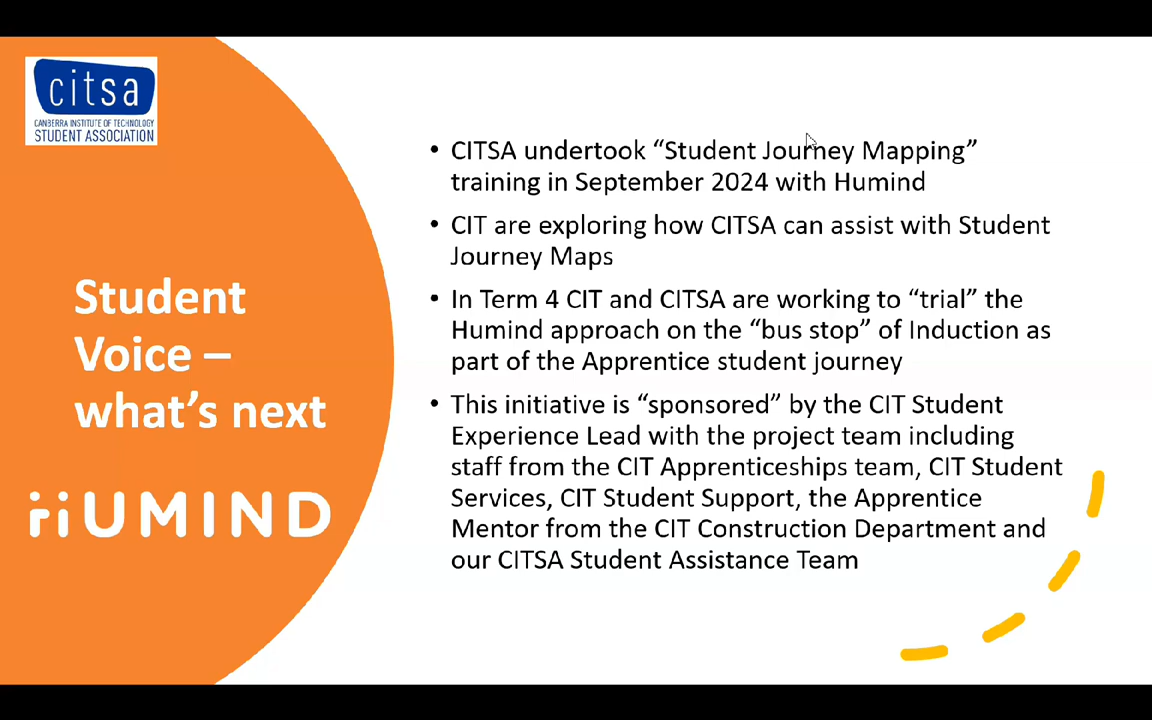 citsa
CANBERRA INSTITUTE OF TECHNOLOGY
STUDENT ASSOCIATION
Student
Voice –
what’s next
HUMIND
• CITSA undertook “Student Journey Mapping”
training in September 2024 with Humind
• CIT are exploring how CITSA can assist with Student
Journey Maps
• In Term 4 CIT and CITSA are working to “trial” the
Humind approach on the “bus stop” of Induction as
part of the Apprentice student journey
• This initiative is “sponsored” by the CIT Student
Experience Lead with the project team including
staff from the CIT Apprenticeships team, CIT Student
Services, CIT Student Support, the Apprentice
Mentor from the CIT Construction Department and
our CITSA Student Assistance Team